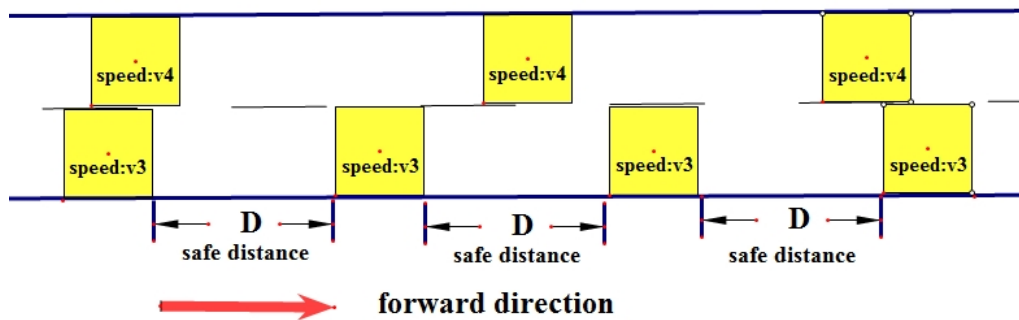 speed:v4
speed:v4
speed:v4
speed:v3
speed:v3
speed:v3
speed:v3
D
D
D
safe distance
safe distance
safe distance
forward direction